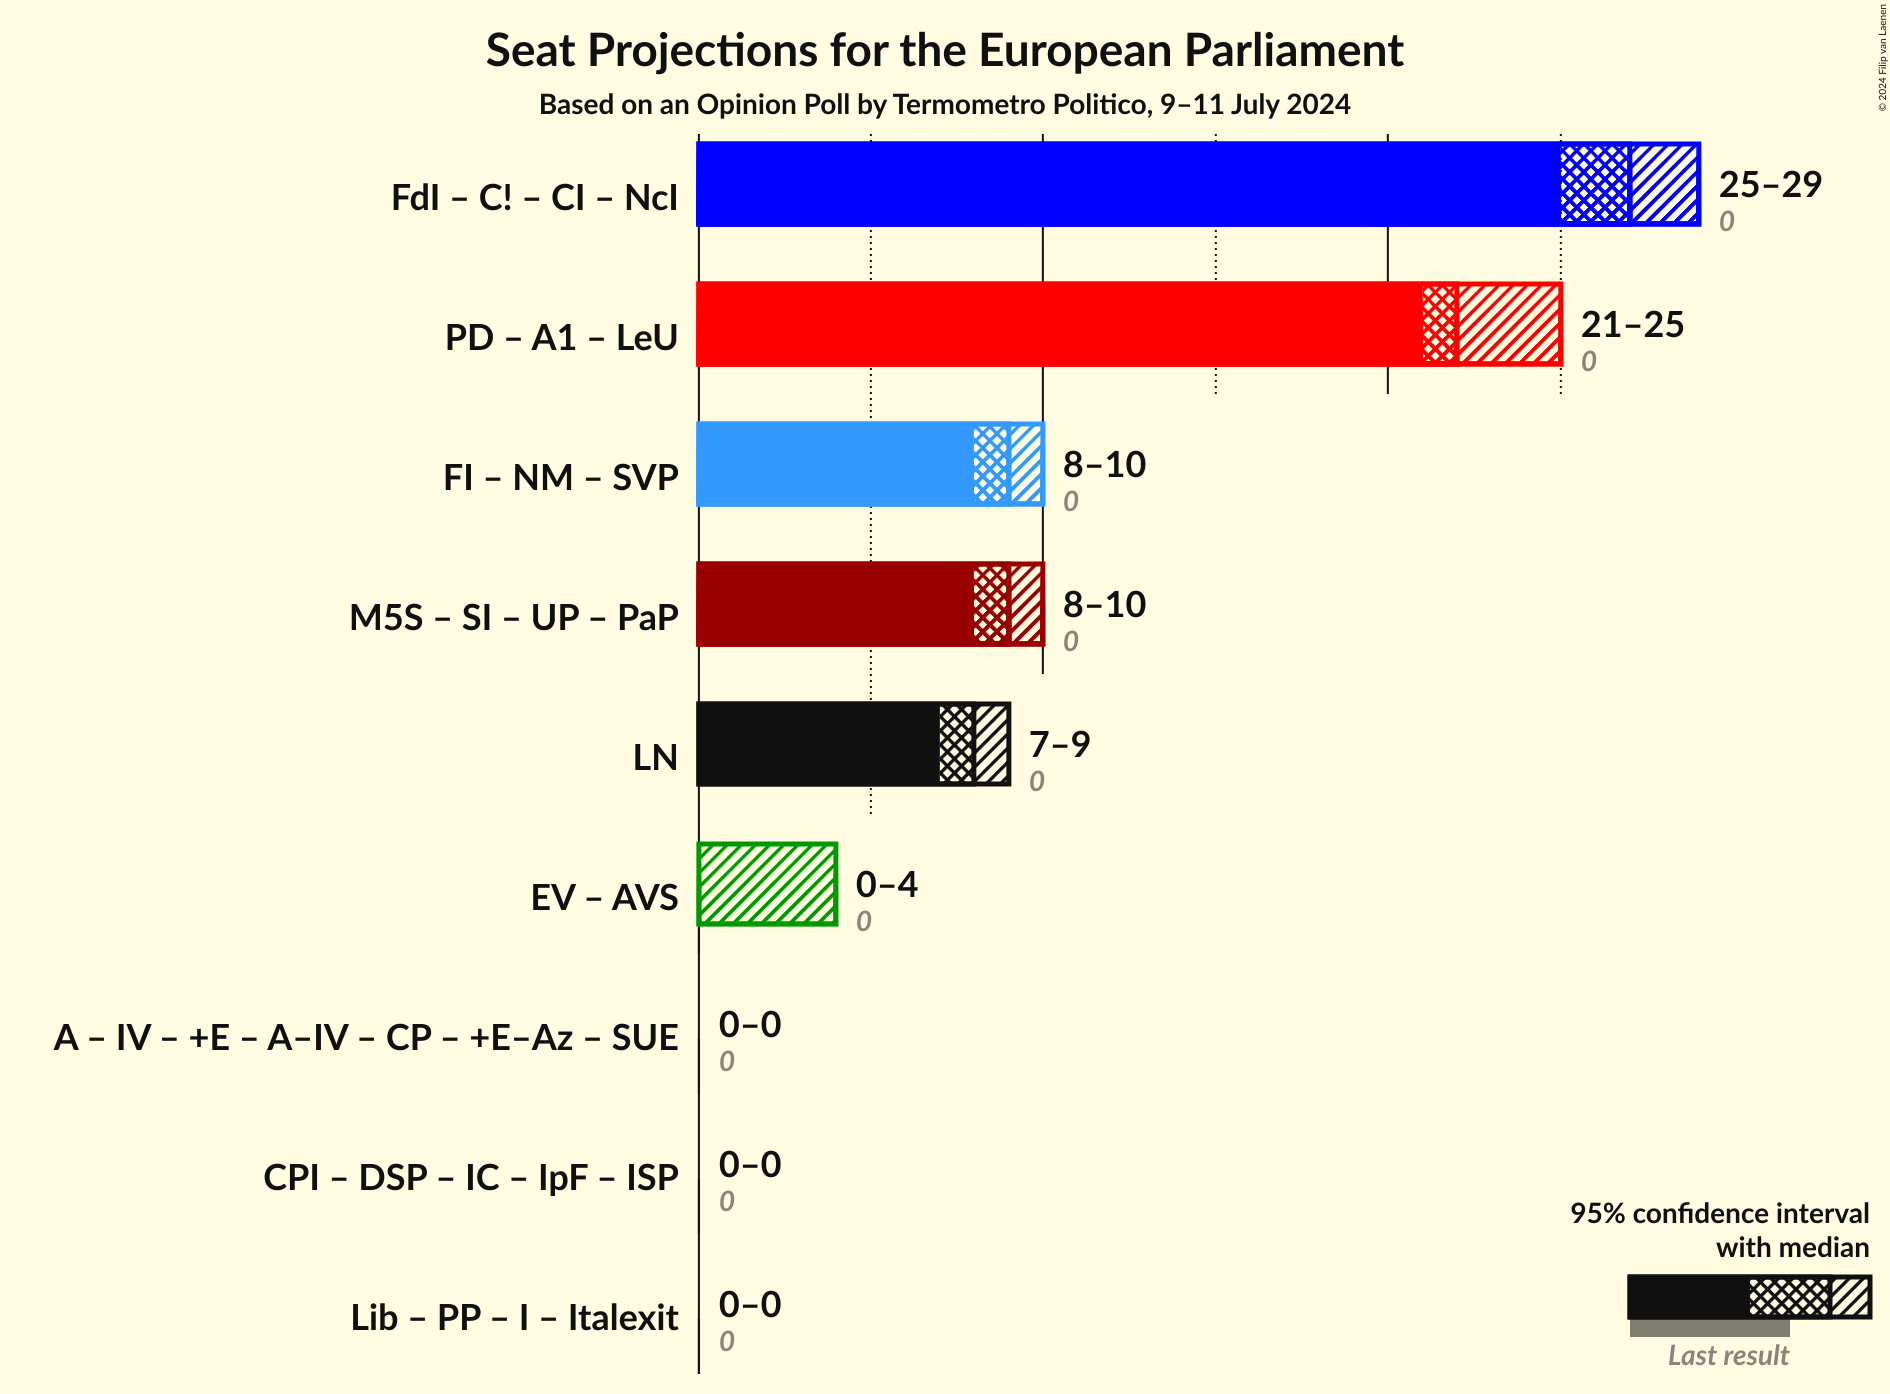 Seat Projections for the European Parliament
Based on an Opinion Poll by Termometro Politico, 9–11 July 2024
© 2024 Filip van Laenen
FdI – C! – CI – NcI
25–29
0
PD – A1 – LeU
21–25
0
FI – NM – SVP
8–10
0
M5S – SI – UP – PaP
8–10
0
LN
7–9
0
EV – AVS
0–4
0
A – IV – +E – A–IV – CP – +E–Az – SUE
0–0
0
CPI – DSP – IC – IpF – ISP
0–0
0
Lib – PP – I – Italexit
0–0
0
95% confidence interval
with median
Last result